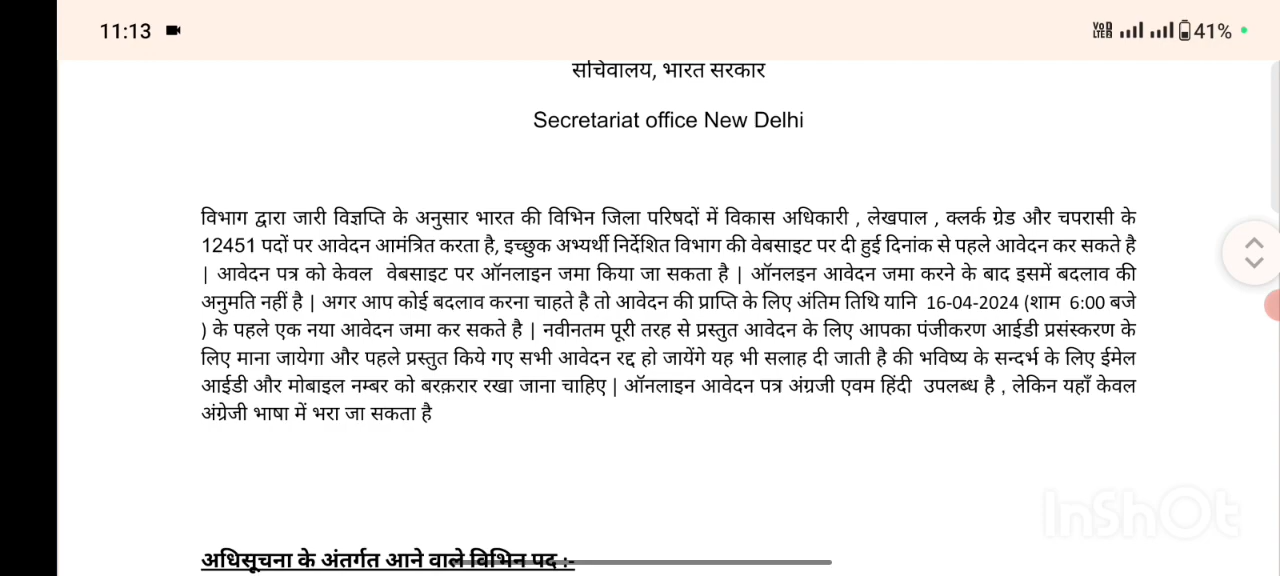 11:13
VoD LTEB 41%
सचिवालय, भारत सरकार
Secretariat office New Delhi
विभाग द्वारा जारी विज्ञप्ति के अनुसार भारत की विभिन जिला परिषदों में विकास अधिकारी , लेखपाल , क्लर्क ग्रेड और चपरासी के
12451 पदों पर आवेदन आमंत्रित करता है, इच्छुक अभ्यर्थी निर्देशित विभाग की वेबसाइट पर दी हुई दिनांक से पहले आवेदन कर सकते है
| आवेदन पत्र को केवल वेबसाइट पर ऑनलाइन जमा किया जा सकता है | ऑनलइन आवेदन जमा करने के बाद इसमें बदलाव की
अनुमति नहीं है | अगर आप कोई बदलाव करना चाहते है तो आवेदन की प्राप्ति के लिए अंतिम तिथि यानि 16-04-2024 (शाम 6:00 बजे
) के पहले एक नया आवेदन जमा कर सकते है | नवीनतम पूरी तरह से प्रस्तुत आवेदन के लिए आपका पंजीकरण आईडी प्रसंस्करण के
लिए माना जायेगा और पहले प्रस्तुत किये गए सभी आवेदन रद्द हो जायेंगे यह भी सलाह दी जाती है की भविष्य के सन्दर्भ के लिए ईमेल
आईडी और मोबाइल नम्बर को बरक़रार रखा जाना चाहिए | ऑनलाइन आवेदन पत्र अंग्रजी एवम हिंदी उपलब्ध है , लेकिन यहाँ केवल
अंग्रेजी भाषा में भरा जा सकता है
InShOt
अधिसूचना के अंतर्गत आने वाले विभिन पद :-